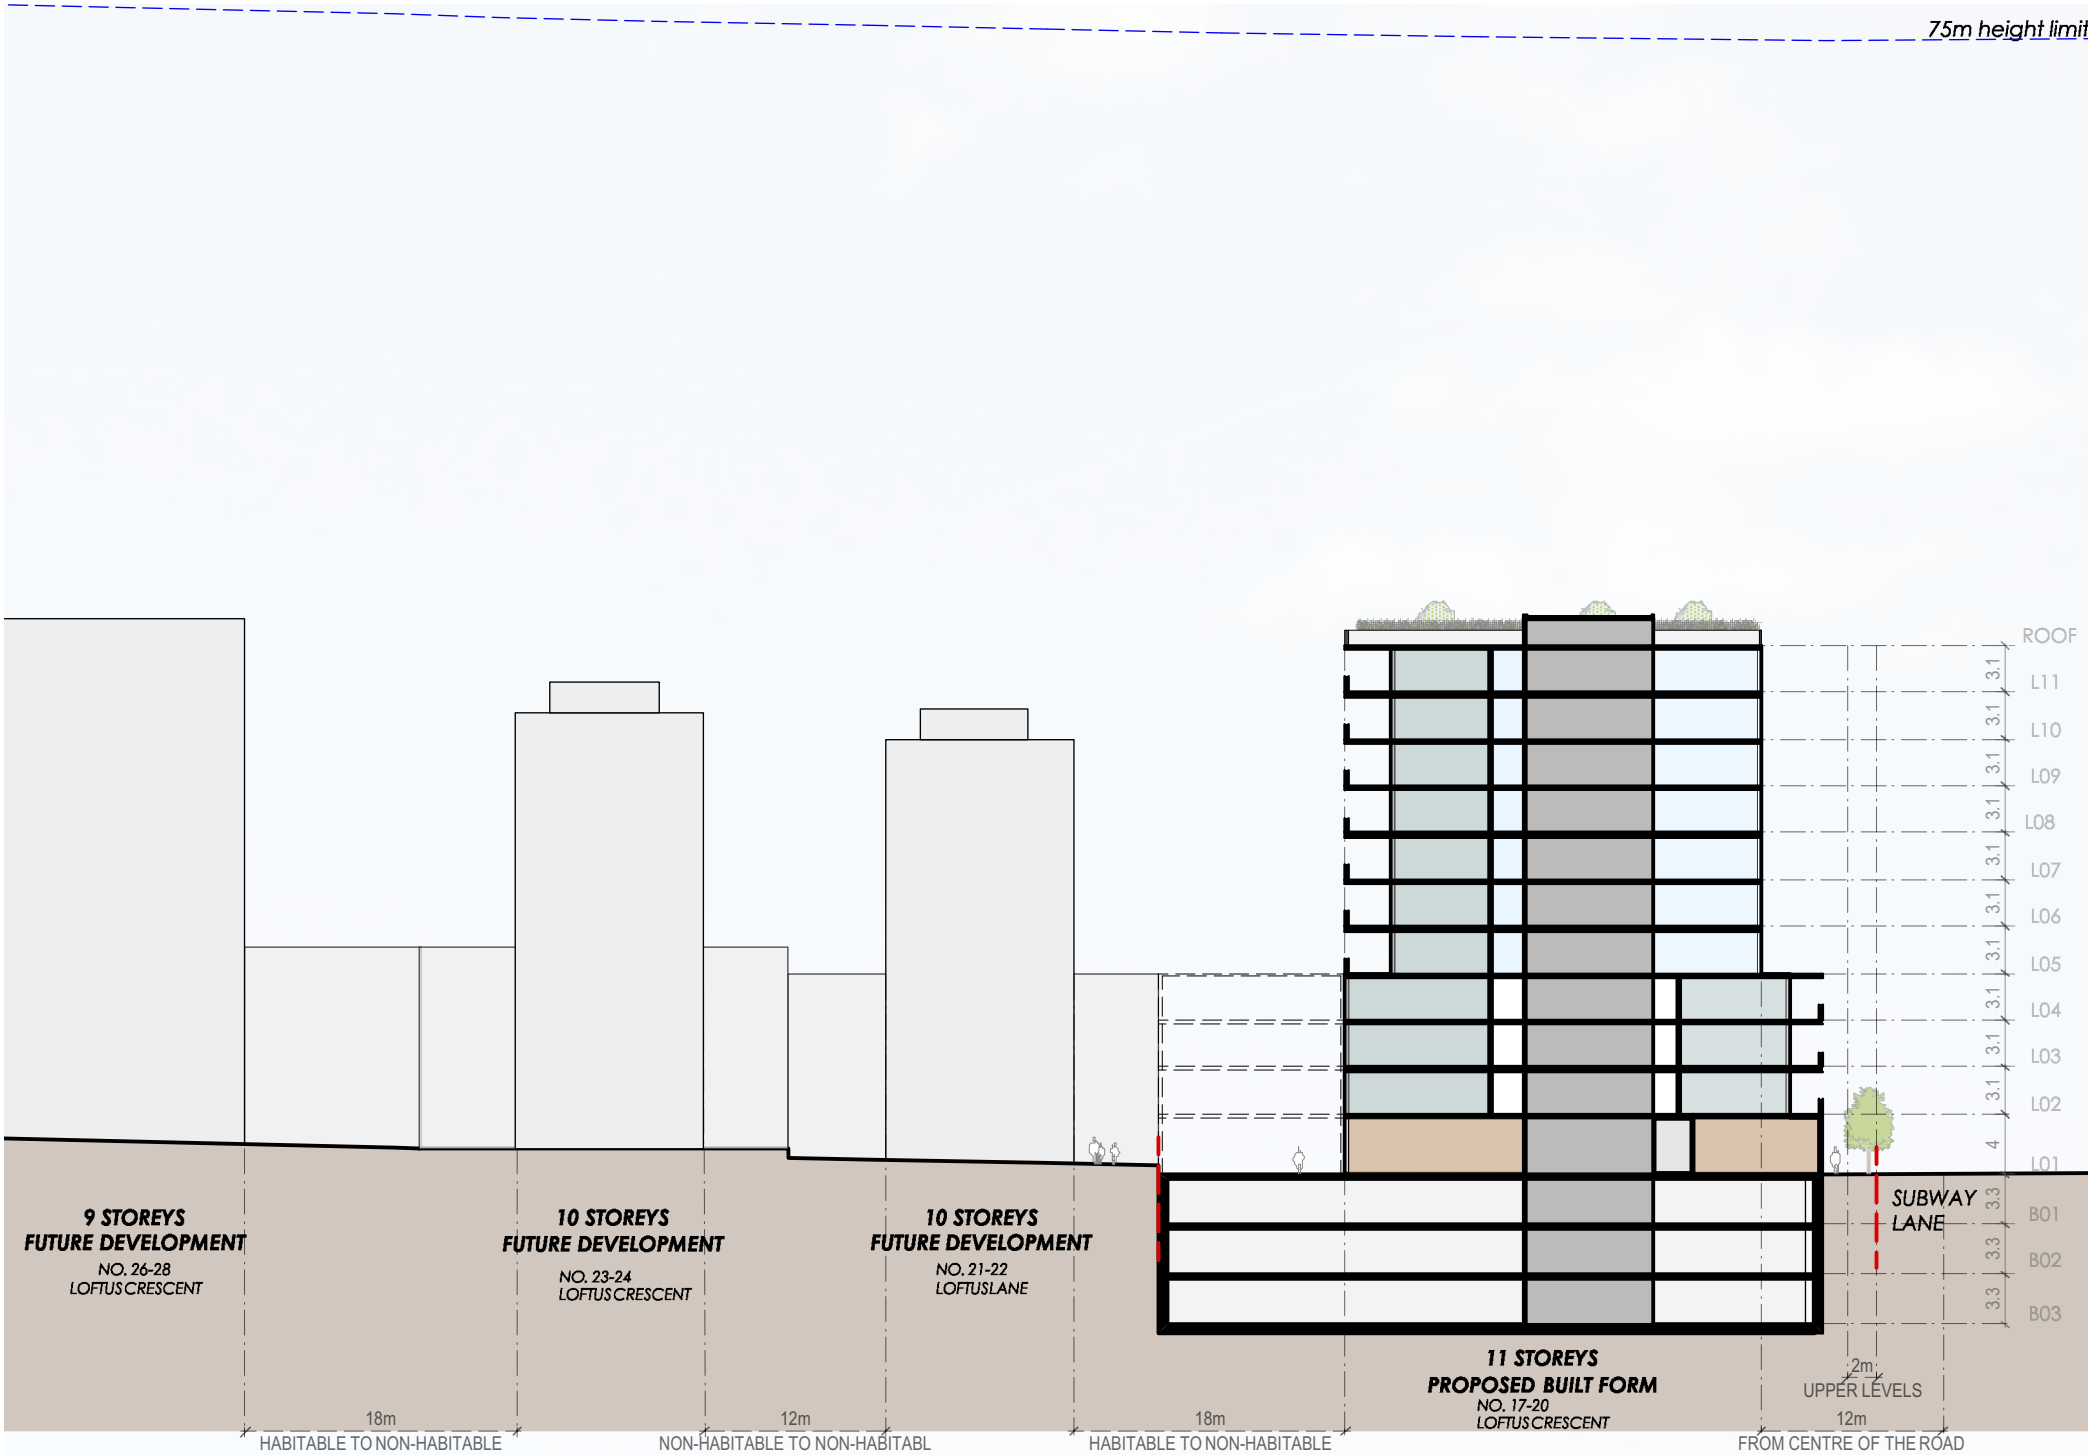 75m height limit
ROOF
3.1
L11
3.1
L10
3.1
L09
3.1
L08
3.1
L07
3.1
L06
3.1
L05
3.1
L04
3.1
L03
3.1
L02
4
L01
3.3
B01
3.3
B02
3.3
B03
SUBWAY
LANE
9 STOREYS
FUTURE DEVELOPMENT
NO. 26-28
LOFTUS CRESCENT
10 STOREYS
FUTURE DEVELOPMENT
NO. 23-24
LOFTUS CRESCENT
10 STOREYS
FUTURE DEVELOPMENT
NO. 21-22
LOFTUS LANE
11 STOREYS
PROPOSED BUILT FORM
NO. 17-20
LOFTUS CRESCENT
2m
UPPER LEVELS
18m
HABITABLE TO NON-HABITABLE
12m
NON-HABITABLE TO NON-HABITABL
18m
HABITABLE TO NON-HABITABLE
12m
FROM CENTRE OF THE ROAD